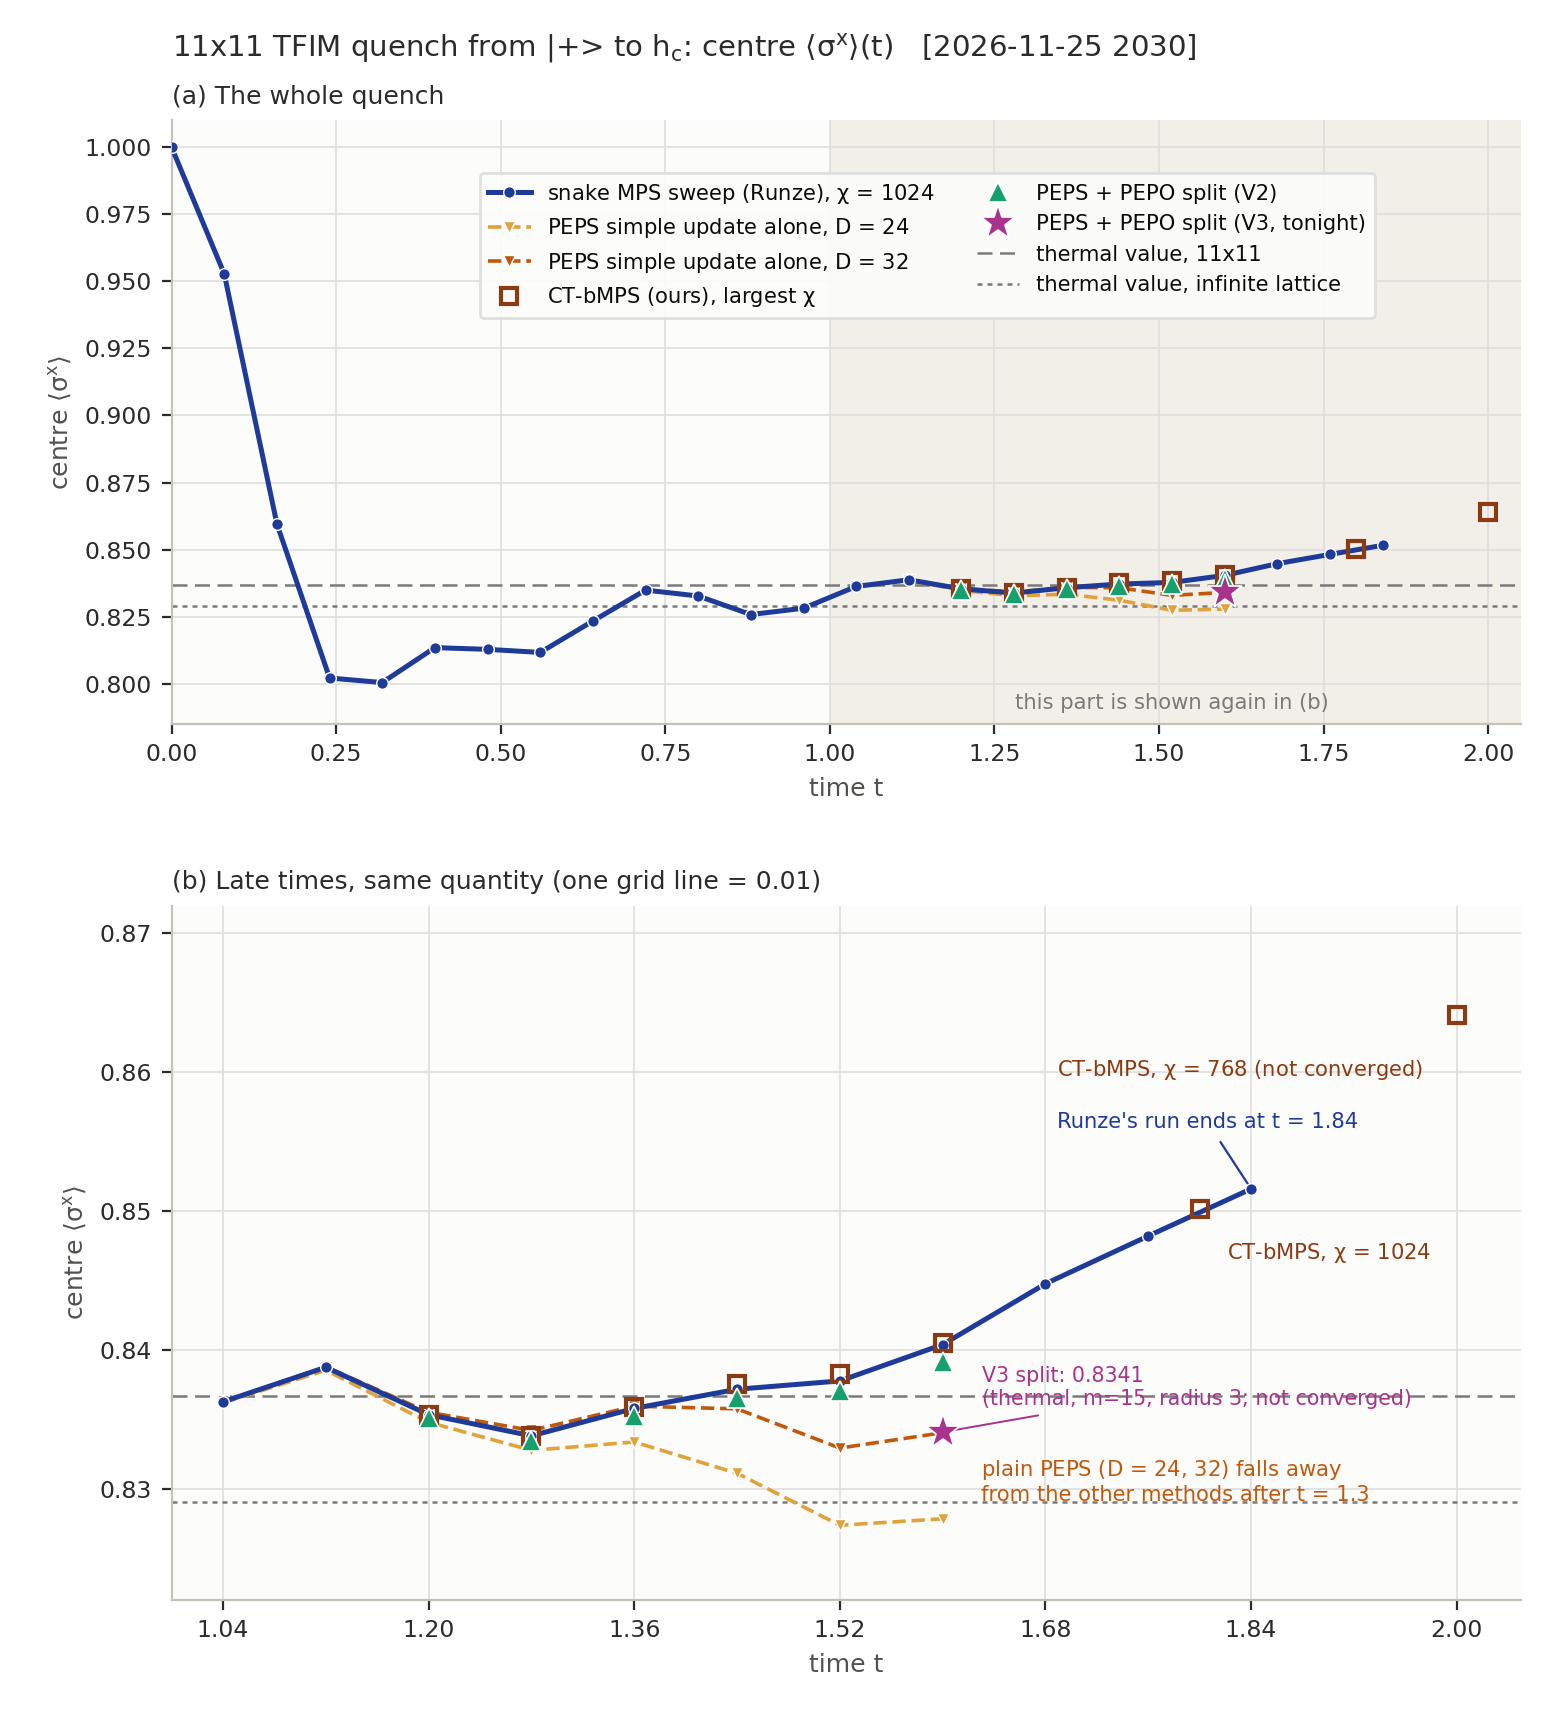 11x11 TFIM quench from |+> to h_c: centre ⟨σ^x⟩(t)   [2026-11-25 2030]
(a) The whole quench
1.000
0.975
0.950
0.925
0.900
0.875
0.850
0.825
0.800
centre ⟨σ^x⟩
snake MPS sweep (Runze), χ = 1024
PEPS simple update alone, D = 24
PEPS simple update alone, D = 32
CT-bMPS (ours), largest χ
PEPS + PEPO split (V2)
PEPS + PEPO split (V3, tonight)
thermal value, 11x11
thermal value, infinite lattice
this part is shown again in (b)
0.00 0.25 0.50 0.75 1.00 1.25 1.50 1.75 2.00
time t
(b) Late times, same quantity (one grid line = 0.01)
0.87
0.86
0.85
0.84
0.83
centre ⟨σ^x⟩
CT-bMPS, χ = 768 (not converged)
Runze's run ends at t = 1.84
CT-bMPS, χ = 1024
V3 split: 0.8341
(thermal, m=15, radius 3; not converged)
plain PEPS (D = 24, 32) falls away
from the other methods after t = 1.3
1.04 1.20 1.36 1.52 1.68 1.84 2.00
time t